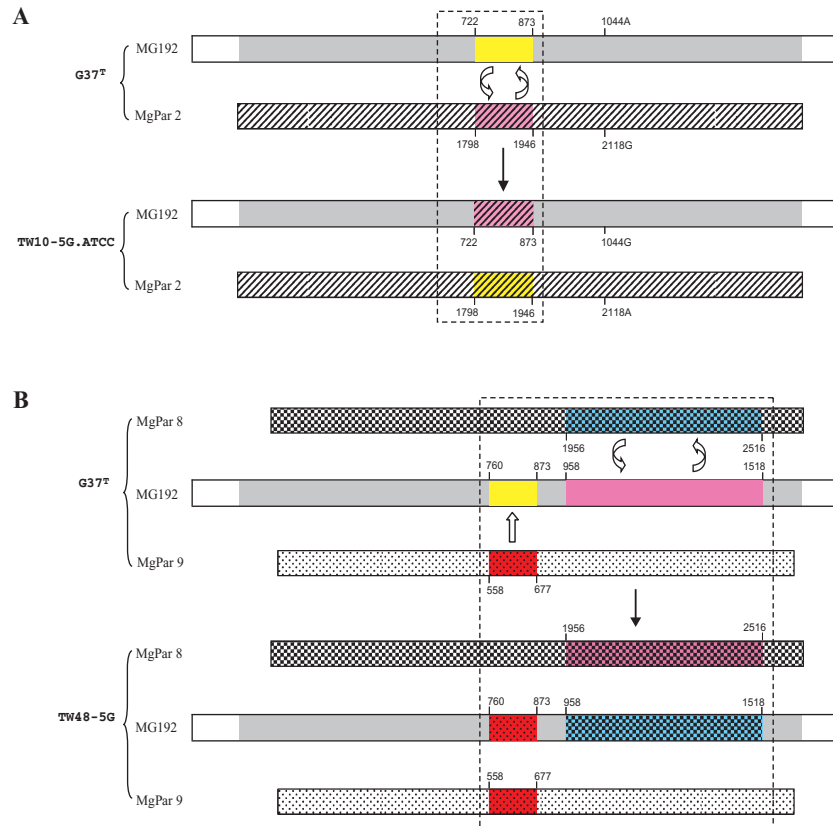 A
722 873 1044A
MG192
G37ᵀ
MgPar 2
1798 1946 2118G
MG192
TW10-5G.ATCC
722 873 1044G
MgPar 2
1798 1946 2118A
B
MgPar 8
1956 2516
G37ᵀ
760 873 958 1518
MG192
MgPar 9
558 677
1956 2516
MgPar 8
TW48-5G
760 873 958 1518
MG192
558 677
MgPar 9